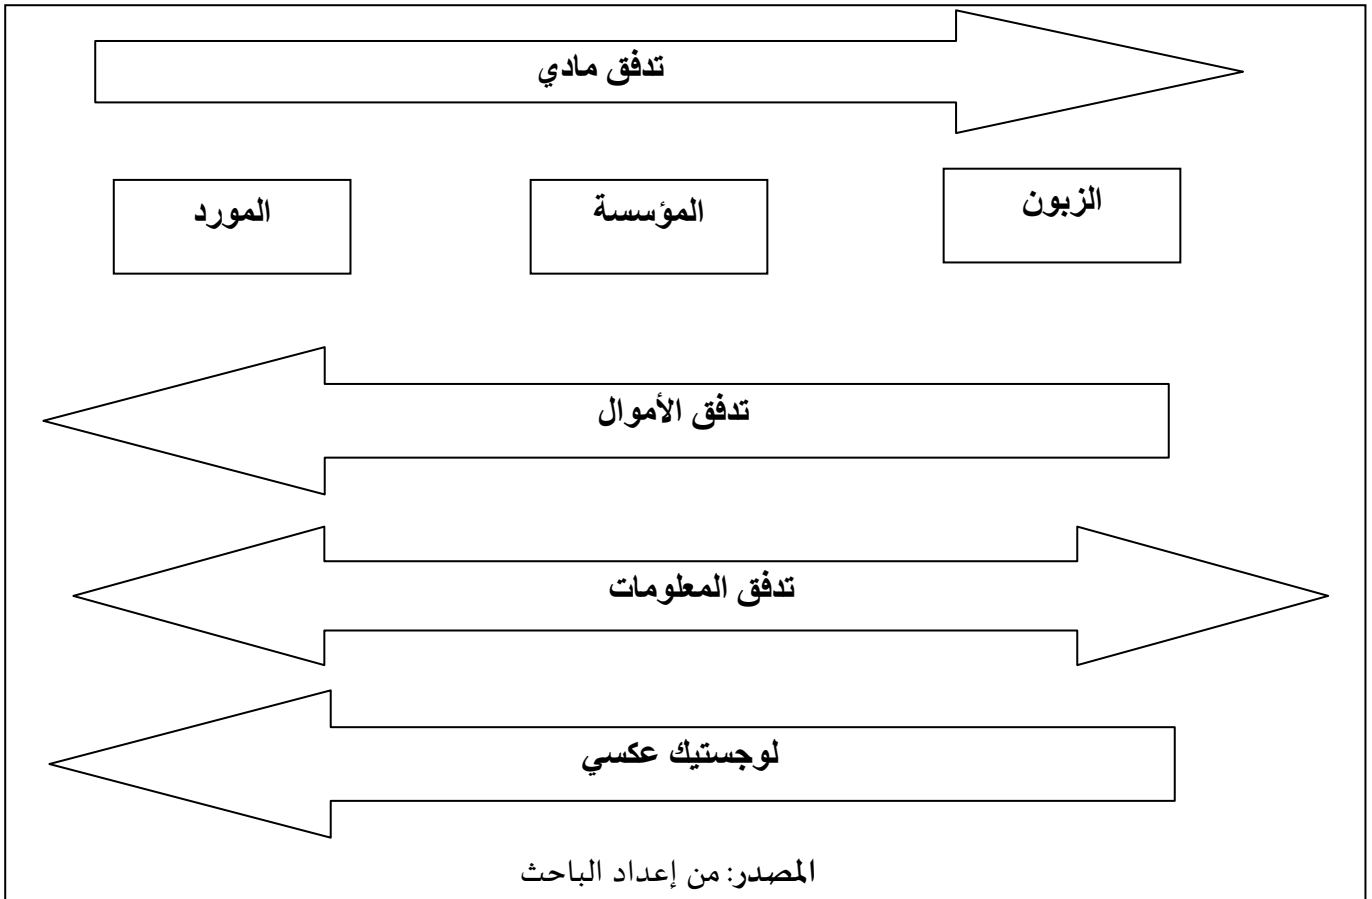 تدفق مادي
الزبون
المؤسسة
المورد
تدفق الأموال
تدفق المعلومات
لوجستيك عكسي
المصدر: من إعداد الباحث